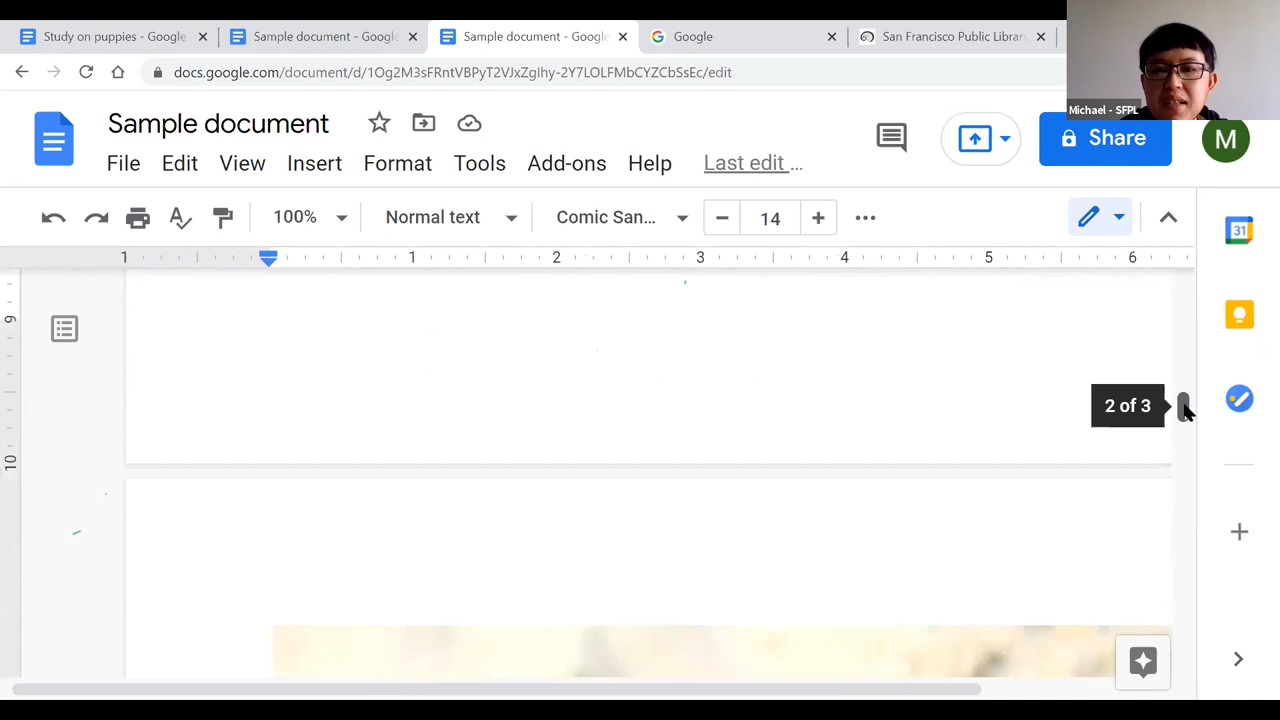 Study on puppies - Google
Sample document - Google
Sample document - Google
Google
San Francisco Public Library
docs.google.com/document/d/1Og2M3sFRntVBPyT2VJxZgIhy-2Y7LOLFMbCYZCbSsEc/edit
Michael - SFPL
Sample document
Share
M
File Edit View Insert Format Tools Add-ons Help Last edit ...
100% Normal text Comic San... 14
31
1 1 2 3 4 5 6
9
2 of 3
10